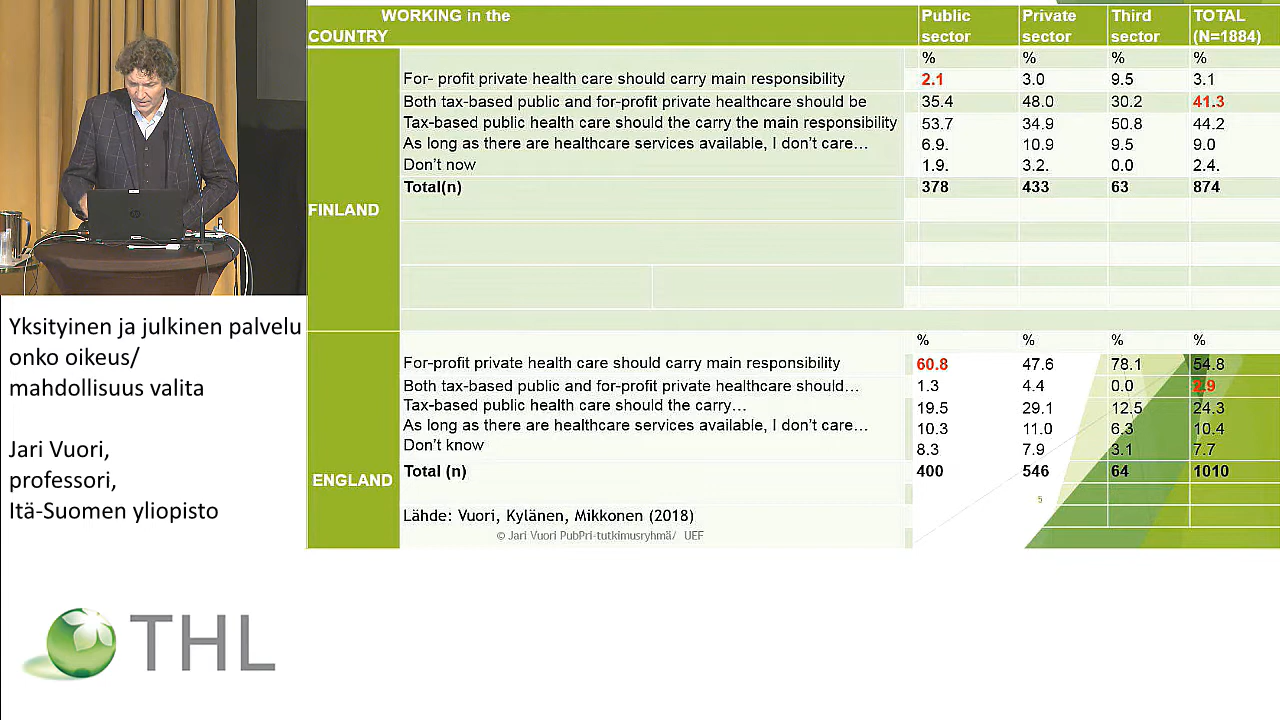 WORKING in the
COUNTRY
Public sector
Private sector
Third sector
TOTAL (N=1884)
% % % %
FINLAND
For- profit private health care should carry main responsibility 2.1 3.0 9.5 3.1
Both tax-based public and for-profit private healthcare should be 35.4 48.0 30.2 41.3
Tax-based public health care should the carry the main responsibility 53.7 34.9 50.8 44.2
As long as there are healthcare services available, I don't care… 6.9. 10.9 9.5 9.0
Don't now 1.9. 3.2. 0.0 2.4.
Total(n) 378 433 63 874
% % % %
ENGLAND
For-profit private health care should carry main responsibility 60.8 47.6 78.1 54.8
Both tax-based public and for-profit private healthcare should… 1.3 4.4 0.0 2.9
Tax-based public health care should the carry… 19.5 29.1 12.5 24.3
As long as there are healthcare services available, I don't care… 10.3 11.0 6.3 10.4
Don't know 8.3 7.9 3.1 7.7
Total (n) 400 546 64 1010
5
Lähde: Vuori, Kylänen, Mikkonen (2018)
© Jari Vuori PubPri-tutkimusryhmä/ UEF
Yksityinen ja julkinen palvelu
onko oikeus/
mahdollisuus valita
Jari Vuori,
professori,
Itä-Suomen yliopisto
THL